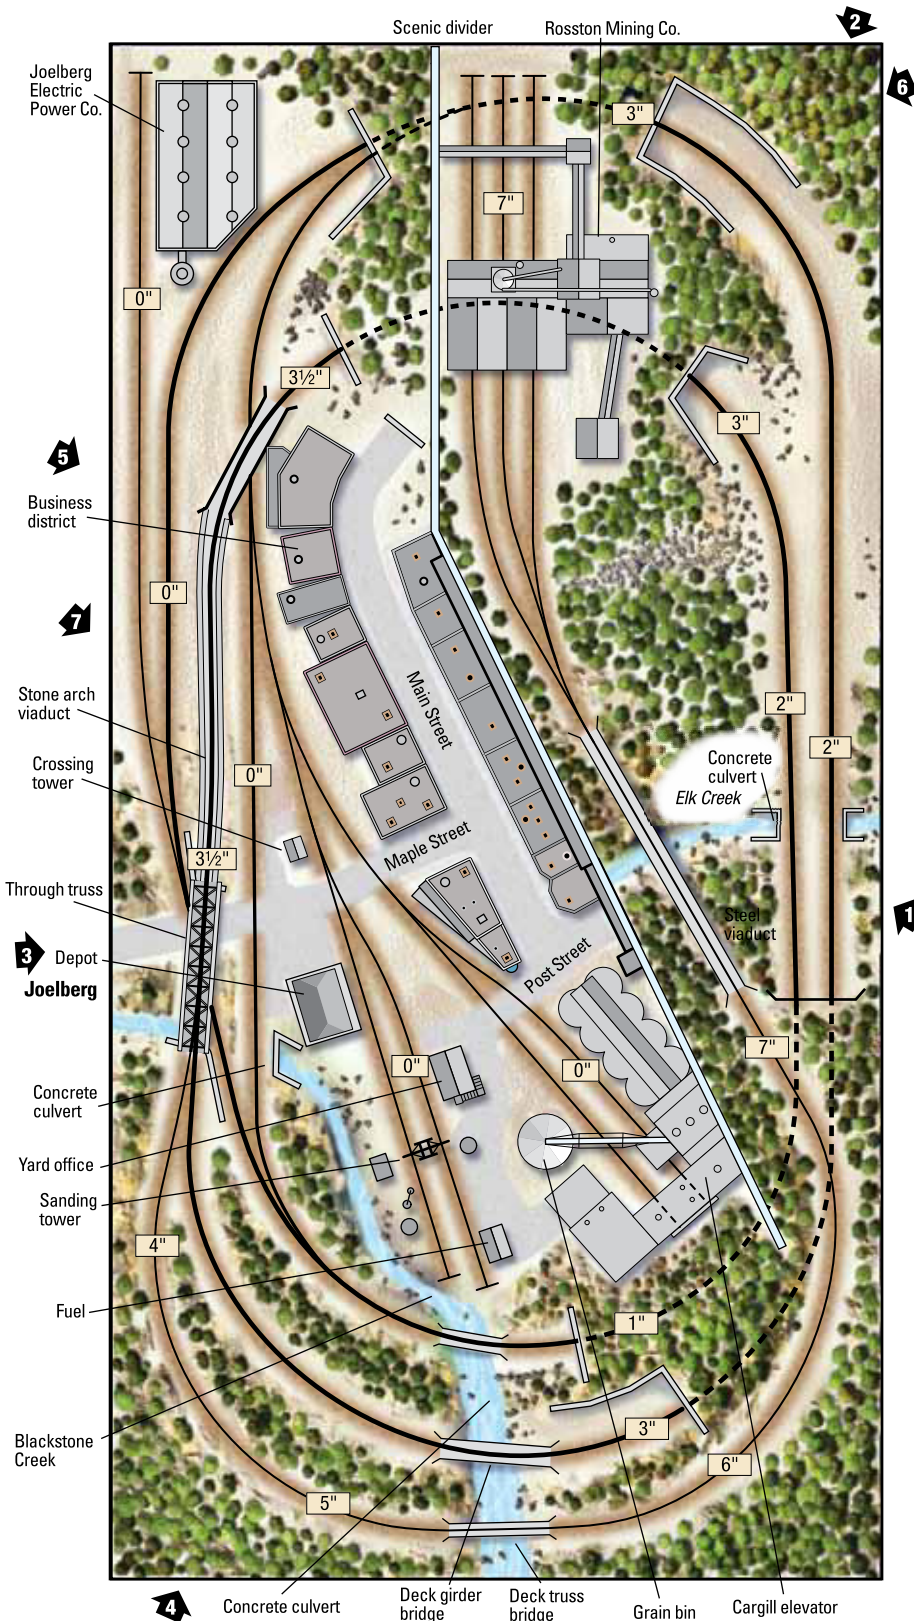 Scenic divider
Rosston Mining Co.
2
6
Joelberg
Electric
Power Co.
3"
7"
0"
3½"
3"
5
Business
district
0"
7
Main Street
Stone arch
viaduct
2"
2"
Concrete
culvert
Elk Creek
Crossing
tower
0"
Maple Street
3½"
Through truss
1
Steel
viaduct
3
Depot
Joelberg
Post Street
7"
0"
0"
Concrete
culvert
Yard office
Sanding
tower
4"
Fuel
1"
Blackstone
Creek
3"
6"
5"
4
Concrete culvert
Deck girder
bridge
Deck truss
bridge
Grain bin
Cargill elevator